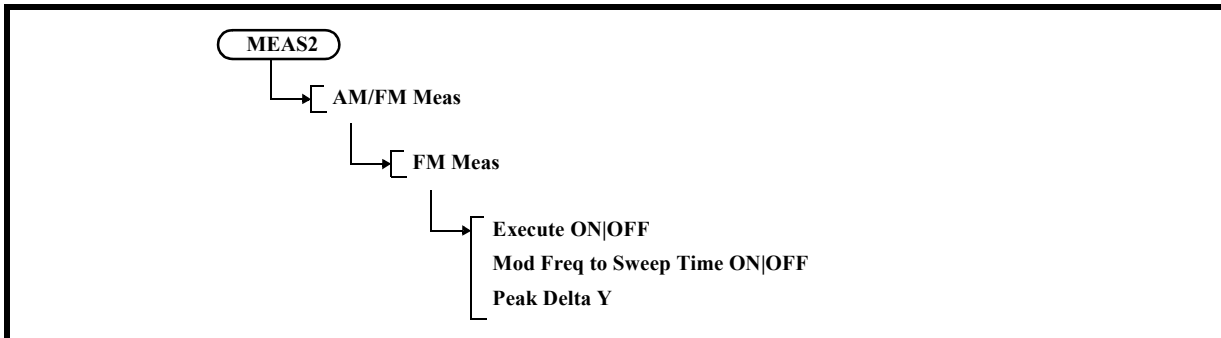 MEAS2
AM/FM Meas
FM Meas
Execute ON|OFF
Mod Freq to Sweep Time ON|OFF
Peak Delta Y